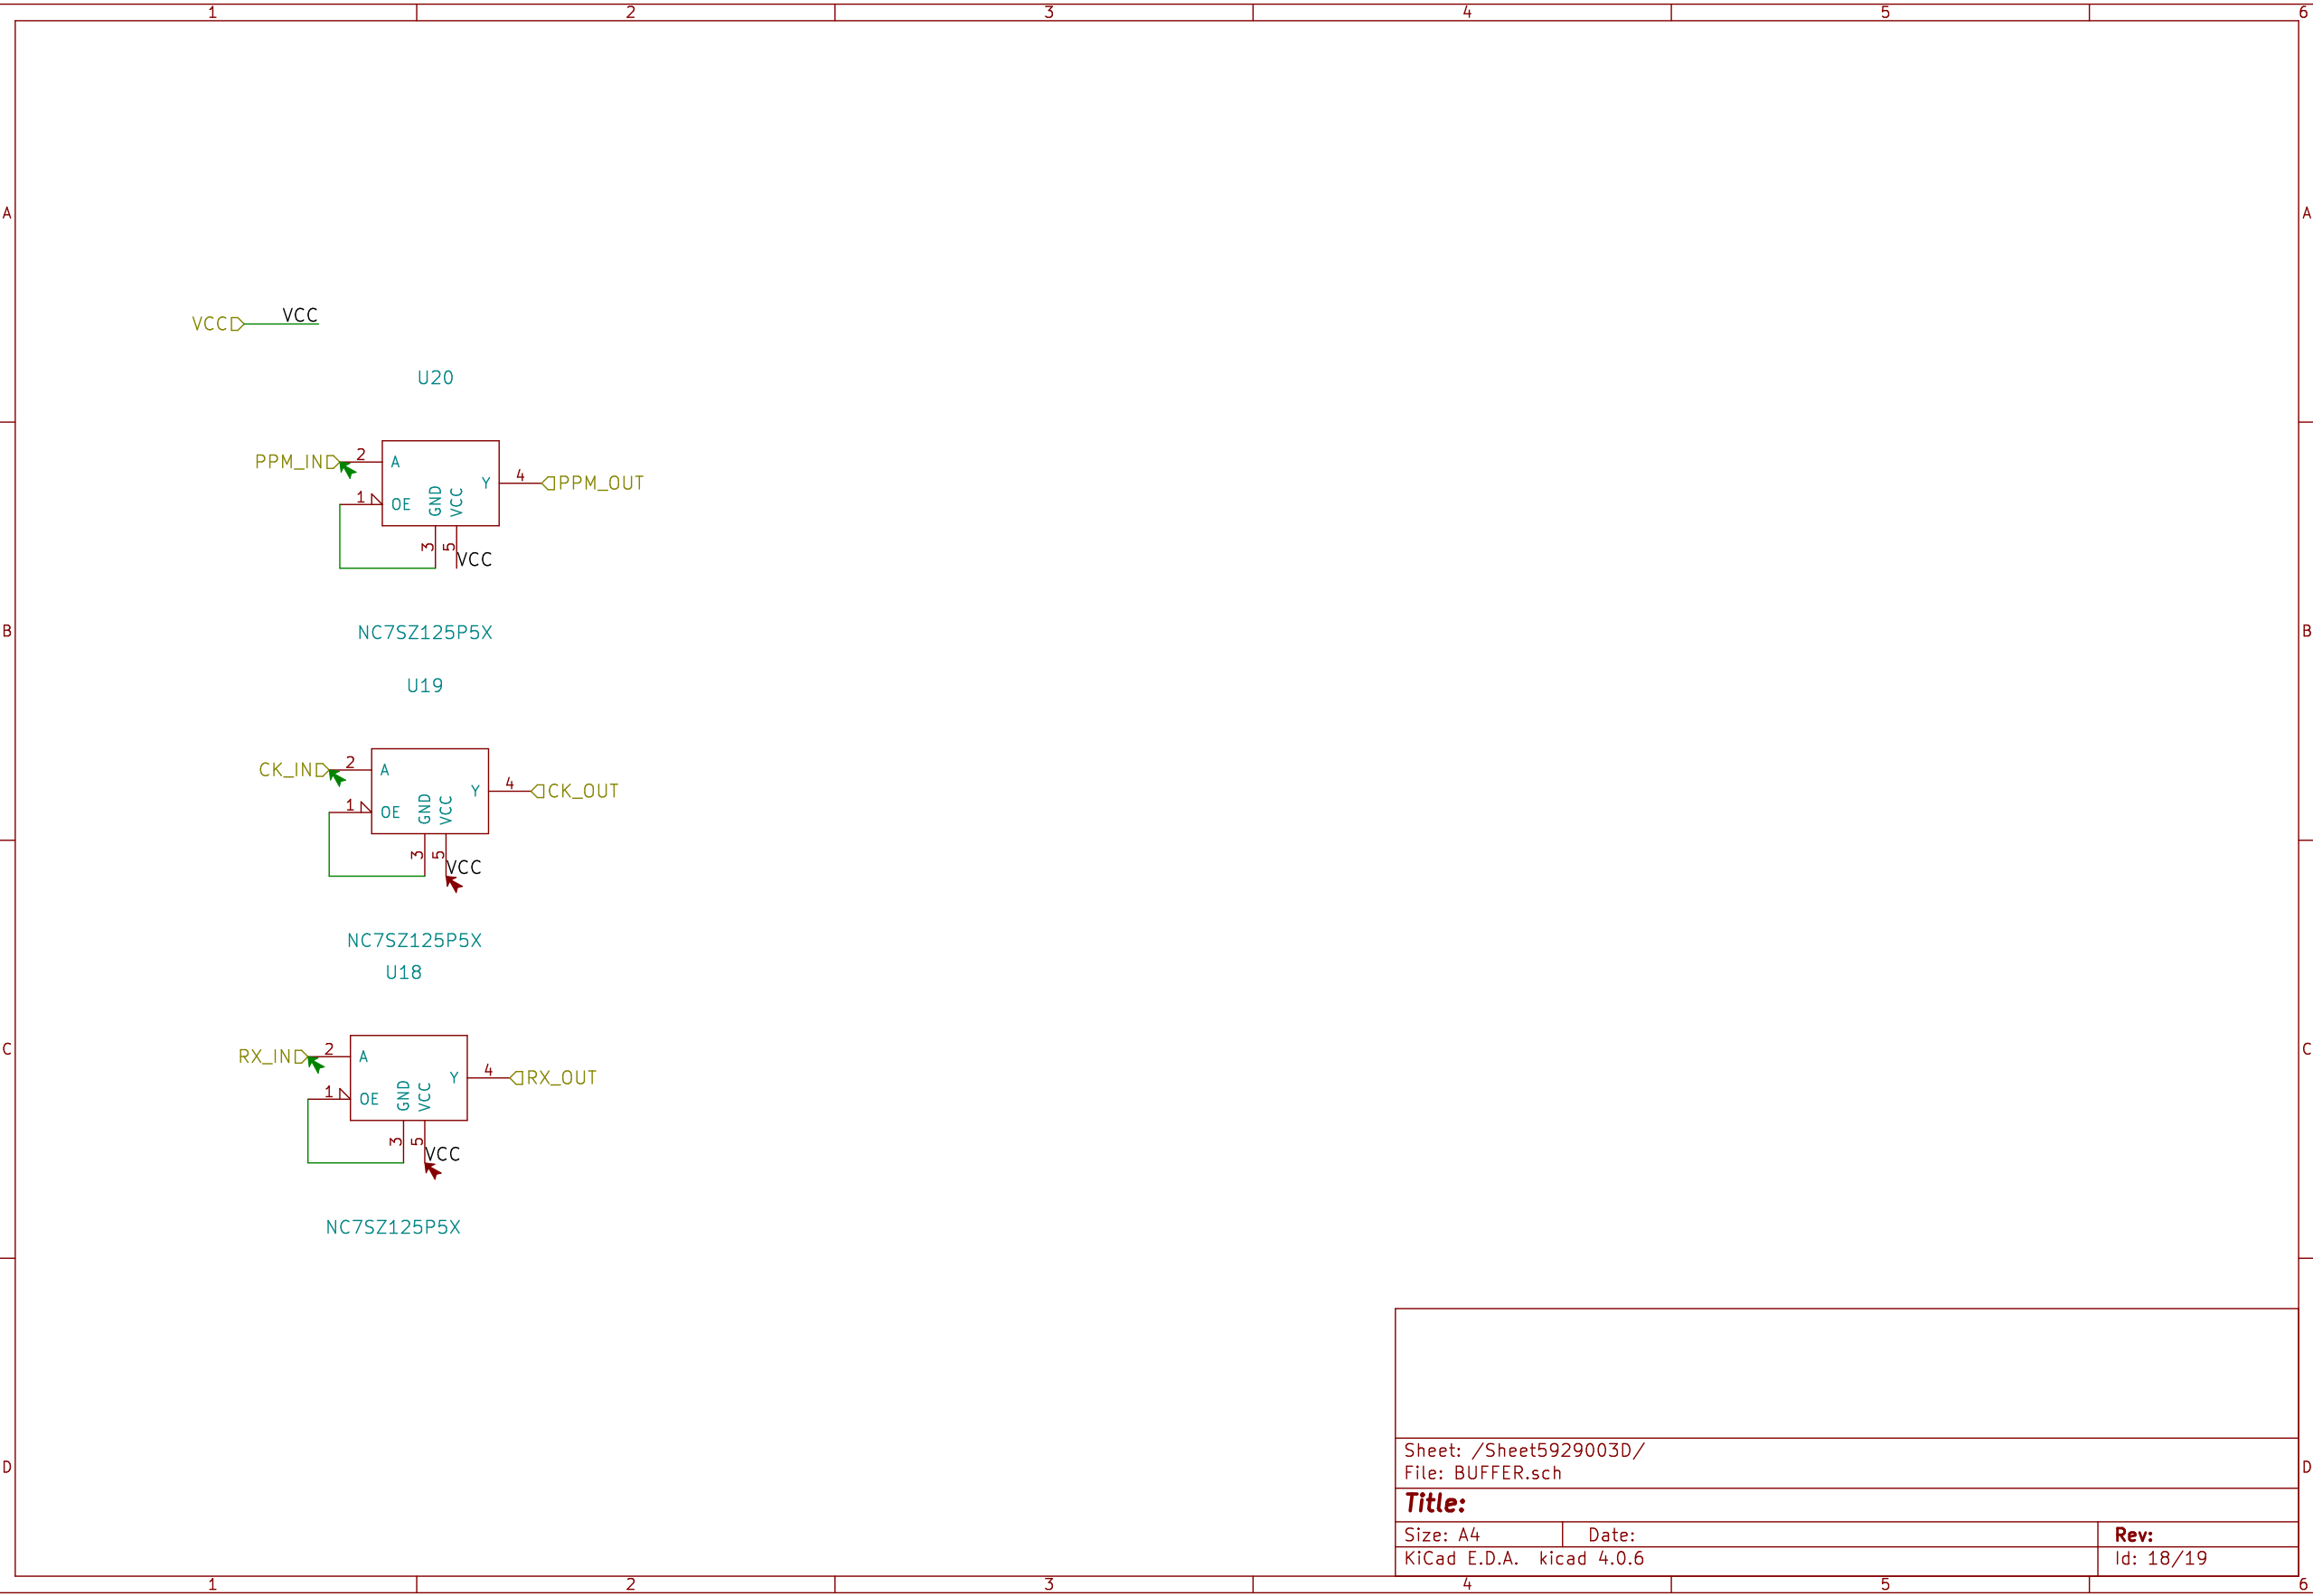 1 2 3 4 5 6
A A
VCC VCC
U20
PPM_IN 2 A
Y 4 PPM_OUT
1 OE GND VCC
3 5 VCC
B B
NC7SZ125P5X
U19
CK_IN 2 A
Y 4 CK_OUT
1 OE GND VCC
3 5 VCC
NC7SZ125P5X
U18
C C
RX_IN 2 A
Y 4 RX_OUT
1 OE GND VCC
3 5 VCC
NC7SZ125P5X
Sheet: /Sheet5929003D/
D D
File: BUFFER.sch
Title:
Size: A4 Date: Rev:
KiCad E.D.A. kicad 4.0.6 Id: 18/19
1 2 3 4 5 6